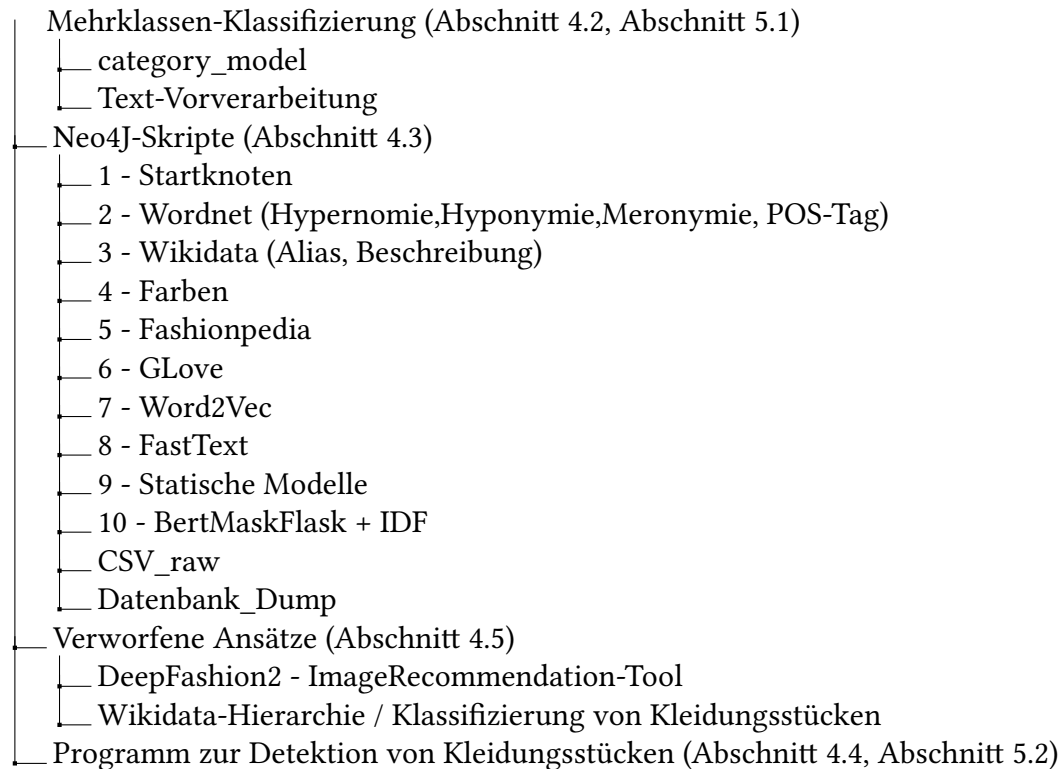 Mehrklassen-Klassifizierung (Abschnitt 4.2, Abschnitt 5.1)
category_model
Text-Vorverarbeitung
Neo4J-Skripte (Abschnitt 4.3)
1 - Startknoten
2 - Wordnet (Hypernomie,Hyponymie,Meronymie, POS-Tag)
3 - Wikidata (Alias, Beschreibung)
4 - Farben
5 - Fashionpedia
6 - GLove
7 - Word2Vec
8 - FastText
9 - Statische Modelle
10 - BertMaskFlask + IDF
CSV_raw
Datenbank_Dump
Verworfene Ansätze (Abschnitt 4.5)
DeepFashion2 - ImageRecommendation-Tool
Wikidata-Hierarchie / Klassifizierung von Kleidungsstücken
Programm zur Detektion von Kleidungsstücken (Abschnitt 4.4, Abschnitt 5.2)